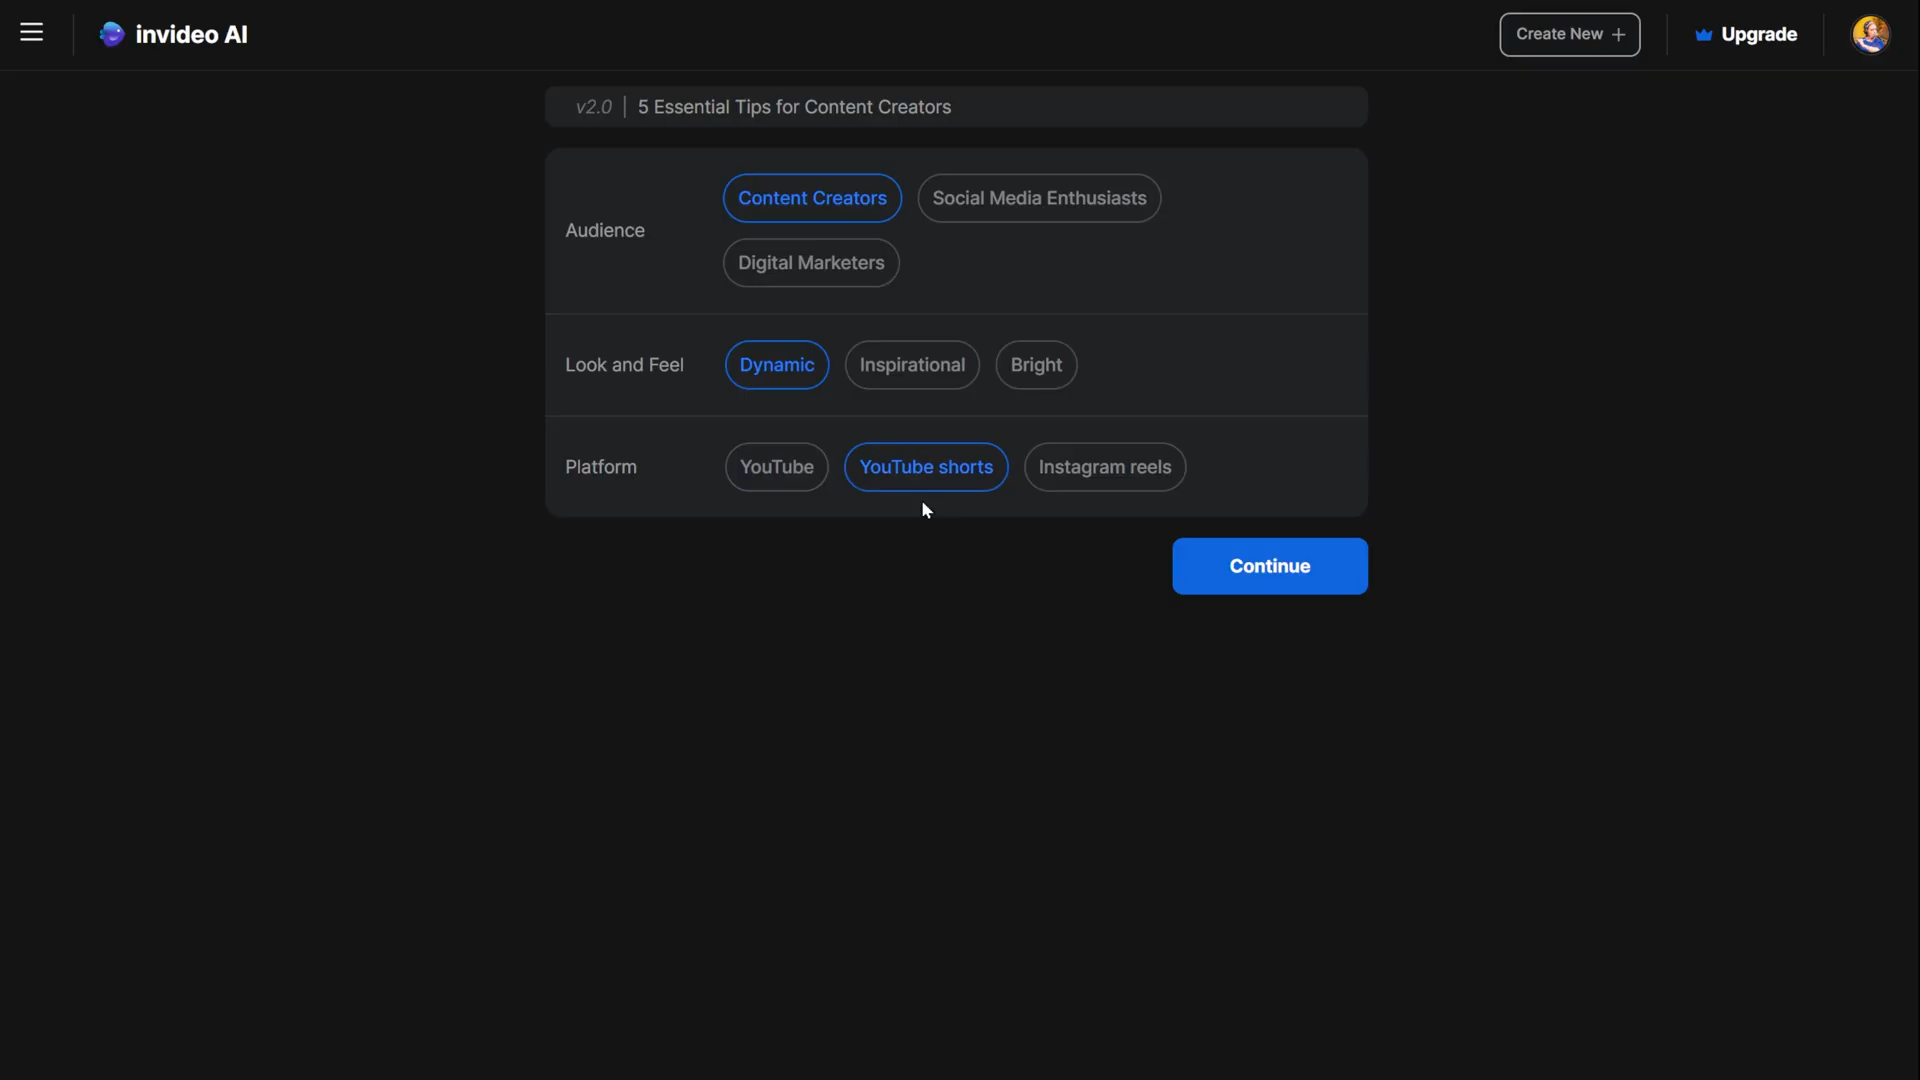 invideo AI
Create New +
Upgrade
v2.0 | 5 Essential Tips for Content Creators
Audience
Content Creators
Social Media Enthusiasts
Digital Marketers
Look and Feel
Dynamic
Inspirational
Bright
Platform
YouTube
YouTube shorts
Instagram reels
Continue